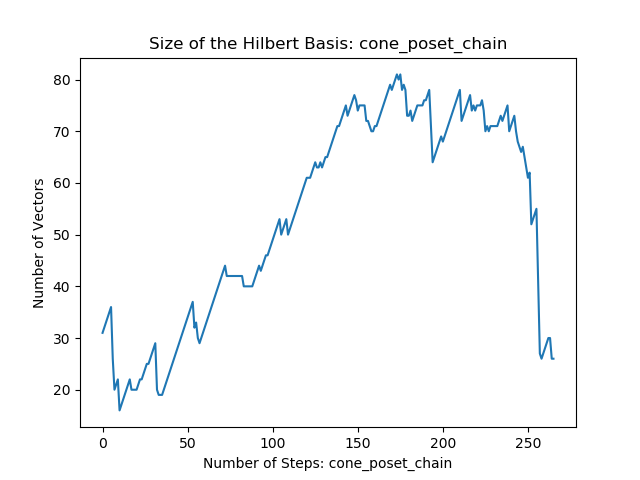 Size of the Hilbert Basis: cone_poset_chain
80
70
60
50
40
30
20
Number of Vectors
0 50 100 150 200 250
Number of Steps: cone_poset_chain